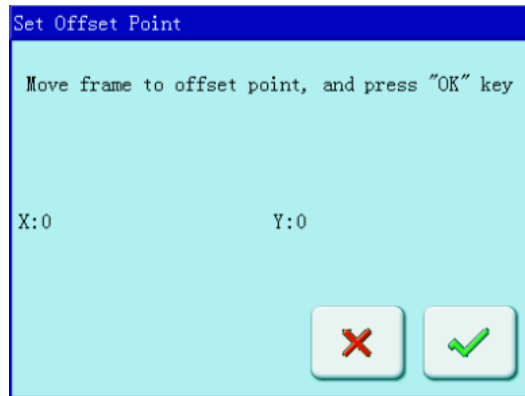 Set Offset Point
Move frame to offset point, and press "OK" key
X:0 Y:0